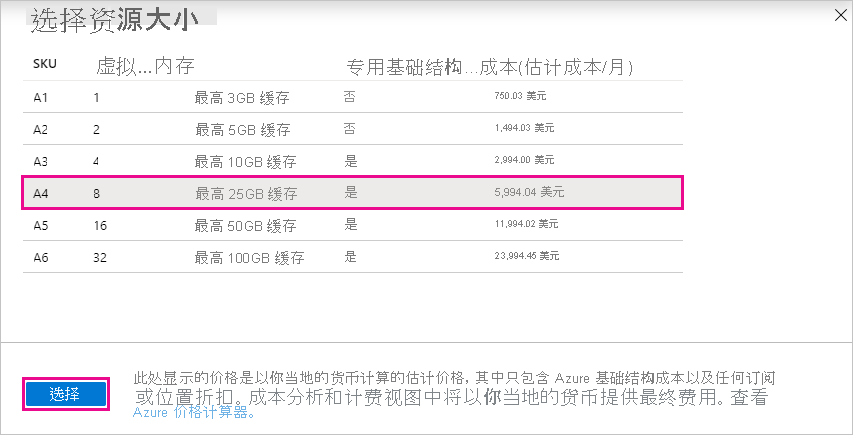 选择资源大小
SKU 虚拟...内存 专用基础结构...成本(估计成本/月)
A1 1 最高 3GB 缓存 否 750.03 美元
A2 2 最高 5GB 缓存 否 1,494.03 美元
A3 4 最高 10GB 缓存 是 2,994.00 美元
A4 8 最高 25GB 缓存 是 5,994.04 美元
A5 16 最高 50GB 缓存 是 11,994.02 美元
A6 32 最高 100GB 缓存 是 23,994.45 美元
选择
此处显示的价格是以你当地的货币计算的估计价格, 其中只包含 Azure 基础结构成本以及任何订阅
或位置折扣。成本分析和计费视图中将以你当地的货币提供最终费用。查看
Azure 价格计算器。